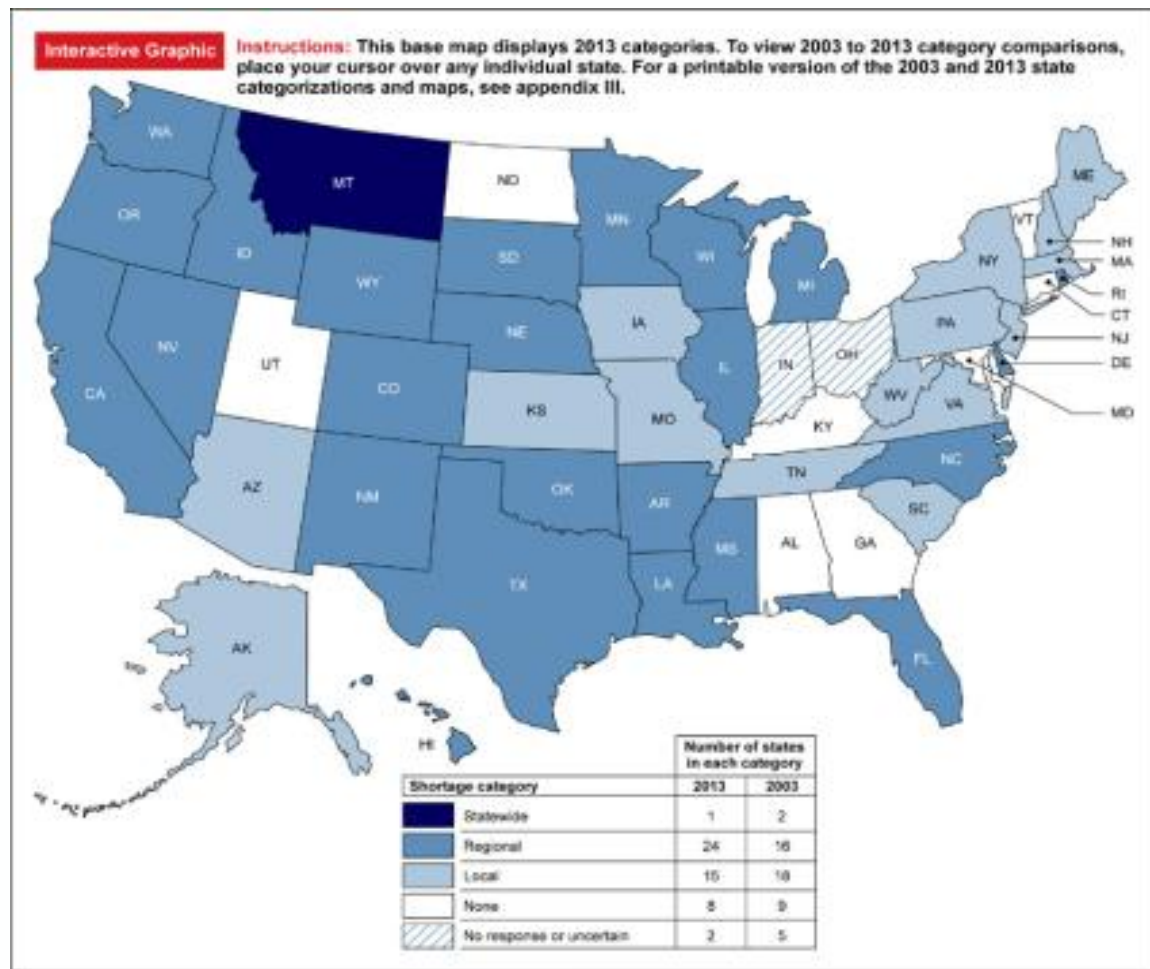 Interactive Graphic
Instructions: This base map displays 2013 categories. To view 2003 to 2013 category comparisons,
place your cursor over any individual state. For a printable version of the 2003 and 2013 state
categorizations and maps, see appendix III.
WA
MT
ND
ME
OR
MN
VT
ID
SD
WI
NY
NH
WY
MI
MA
RI
IA
PA
CT
NE
NJ
NV
UT
IL
IN
OH
DE
CA
CO
WV
KS
MO
VA
MD
KY
AZ
NM
OK
TN
NC
AR
SC
MS
AL
GA
TX
LA
AK
FL
HI
Number of states
in each category
Shortage category 2013 2003
Statewide 1 2
Regional 24 16
Local 15 18
None 8 9
No response or uncertain 2 5